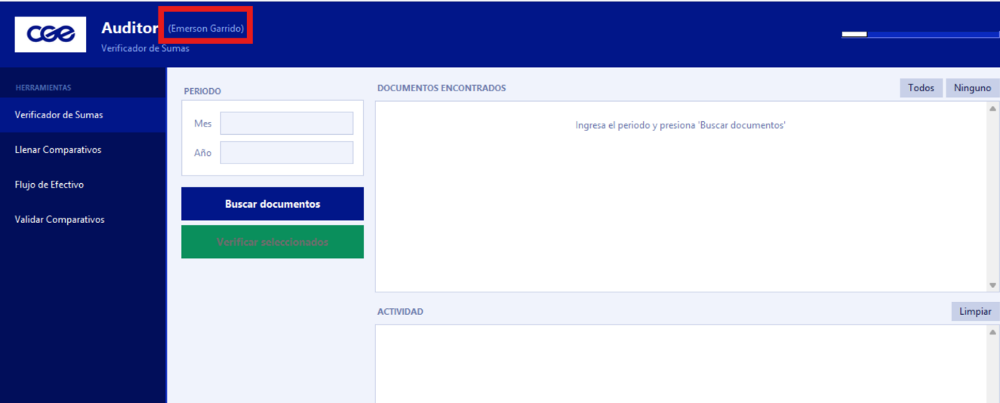 cge
Auditor (Emerson Garrido)
Verificador de Sumas
HERRAMIENTAS
Verificador de Sumas
Llenar Comparativos
Flujo de Efectivo
Validar Comparativos
PERIODO
Mes
Año
Buscar documentos
Verificar seleccionados
DOCUMENTOS ENCONTRADOS
Todos Ninguno
Ingresa el periodo y presiona 'Buscar documentos'
ACTIVIDAD
Limpiar